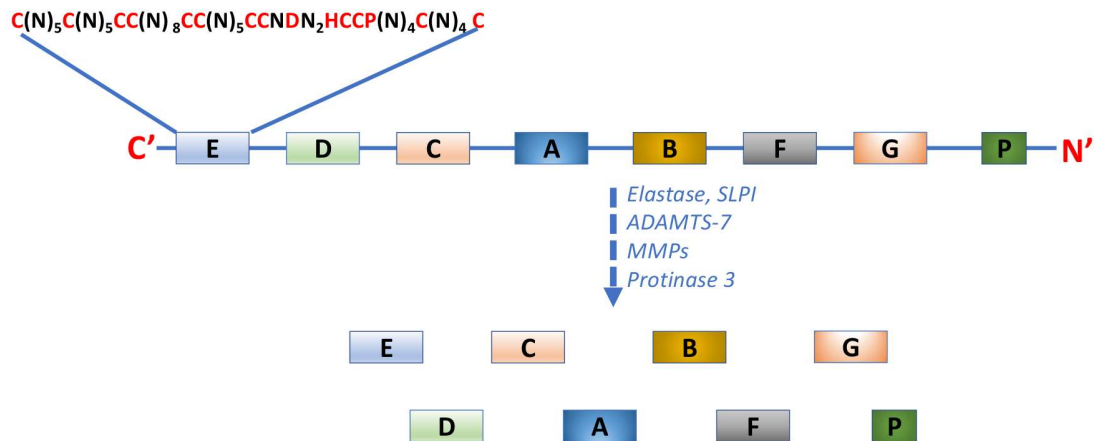 C(N)₅C(N)₅CC(N)₈CC(N)₅CCNDN₂HCCP(N)₄C(N)₄C
C’ E D C A B F G P N’
Elastase, SLPI
ADAMTS-7
MMPs
Protinase 3
E C B G
D A F P